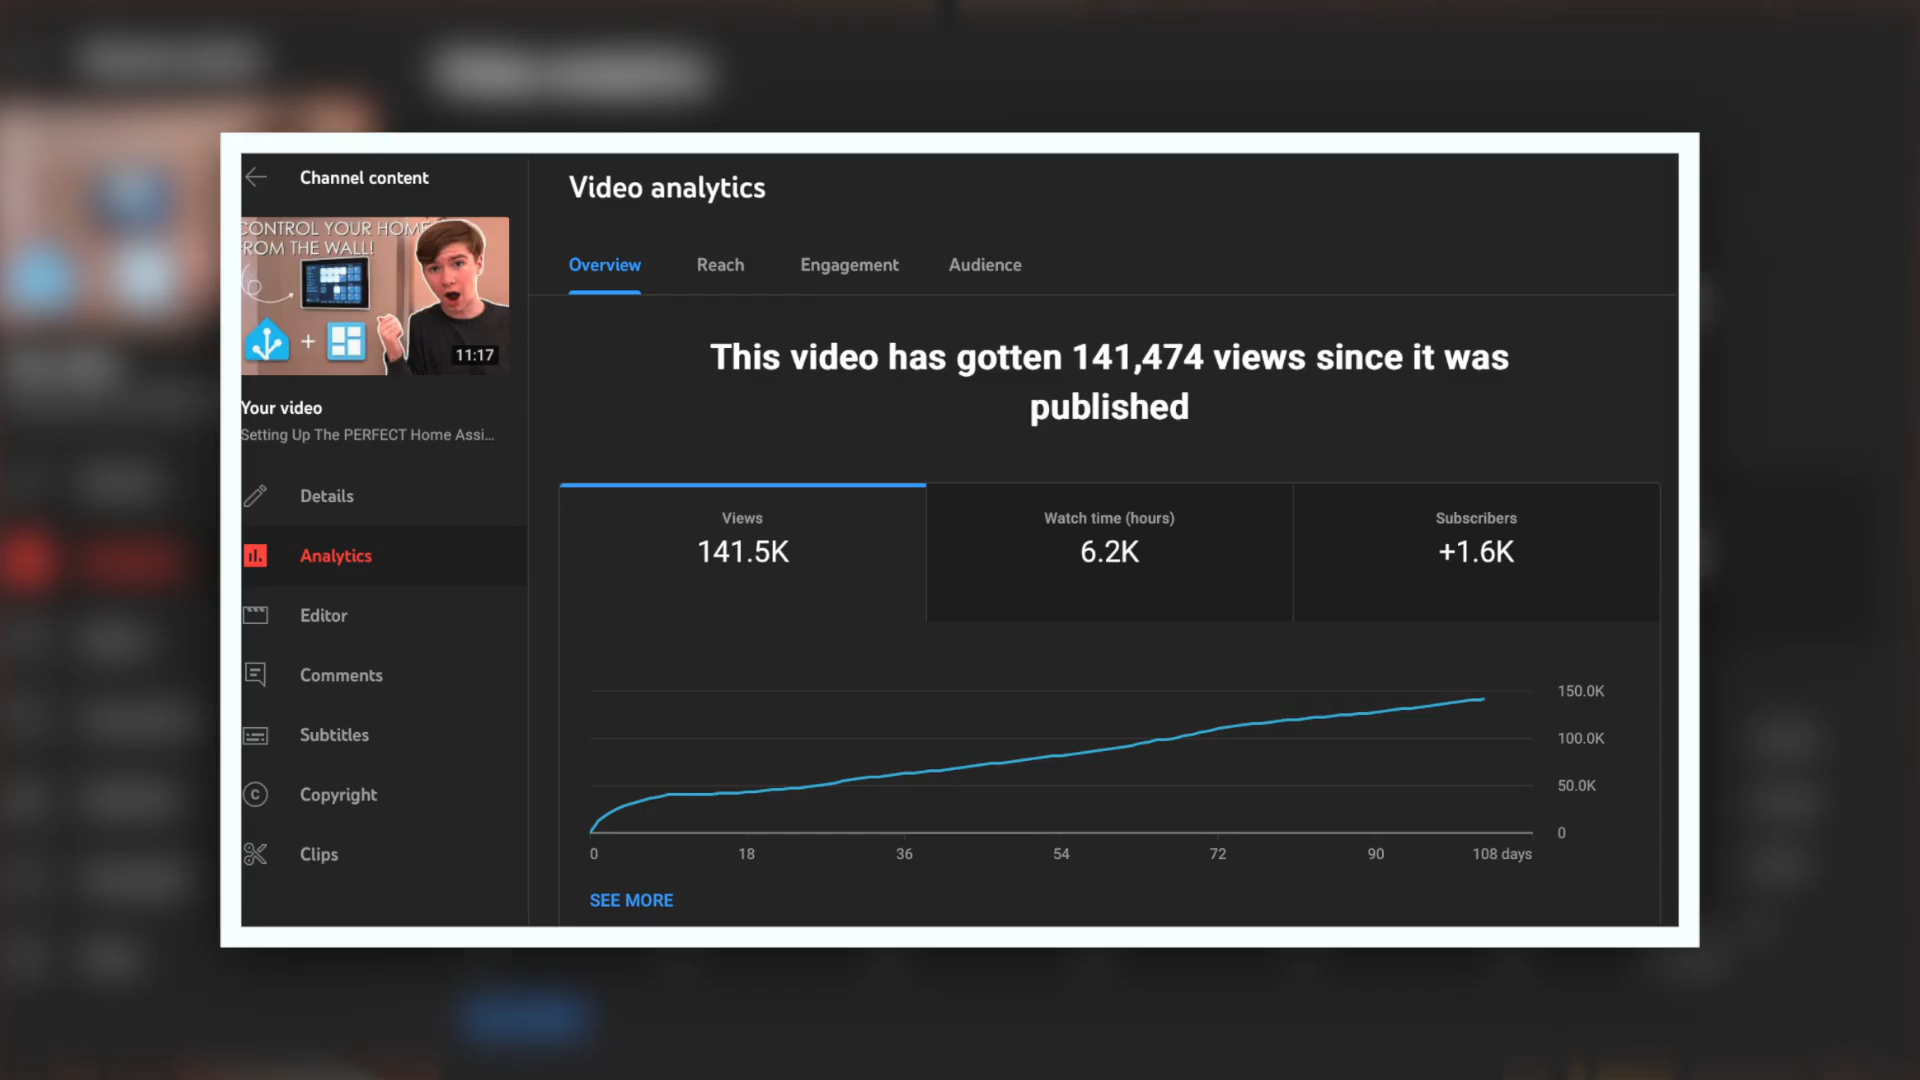 Channel content
CONTROL YOUR HOME
FROM THE WALL!
+
11:17
Your video
Setting Up The PERFECT Home Assi...
Details
Analytics
Editor
Comments
Subtitles
Copyright
Clips
Video analytics
Overview Reach Engagement Audience
This video has gotten 141,474 views since it was
published
Views Watch time (hours) Subscribers
141.5K 6.2K +1.6K
150.0K
100.0K
50.0K
0
0 18 36 54 72 90 108 days
SEE MORE